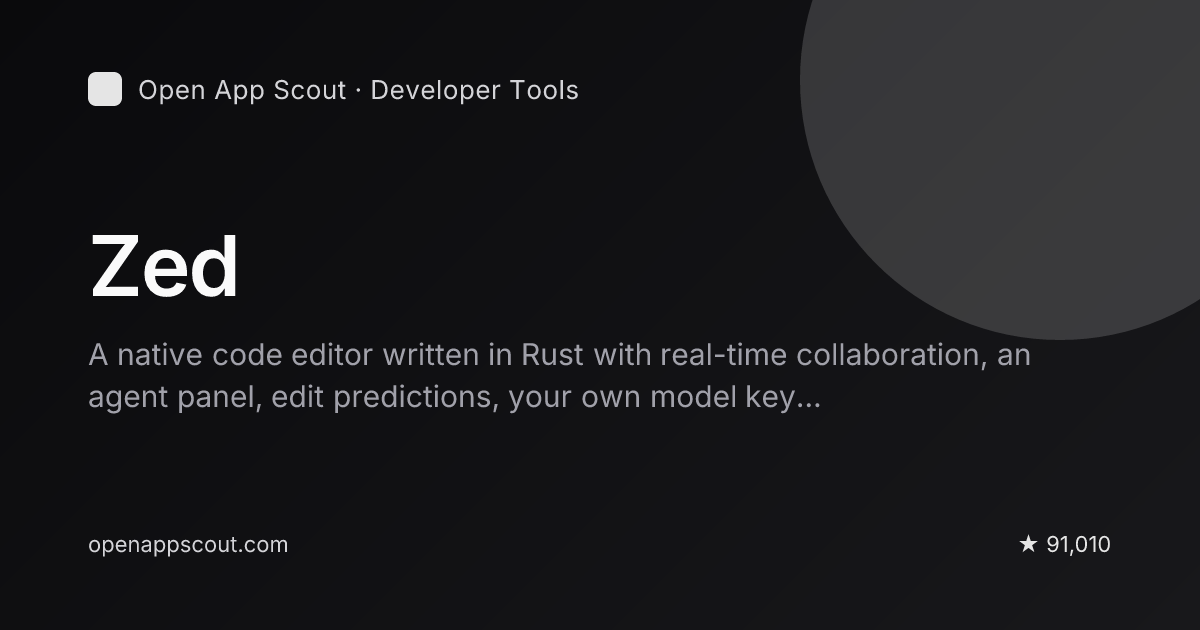 Open App Scout · Developer Tools
Zed
A native code editor written in Rust with real-time collaboration, an
agent panel, edit predictions, your own model key…
openappscout.com
★ 91,010